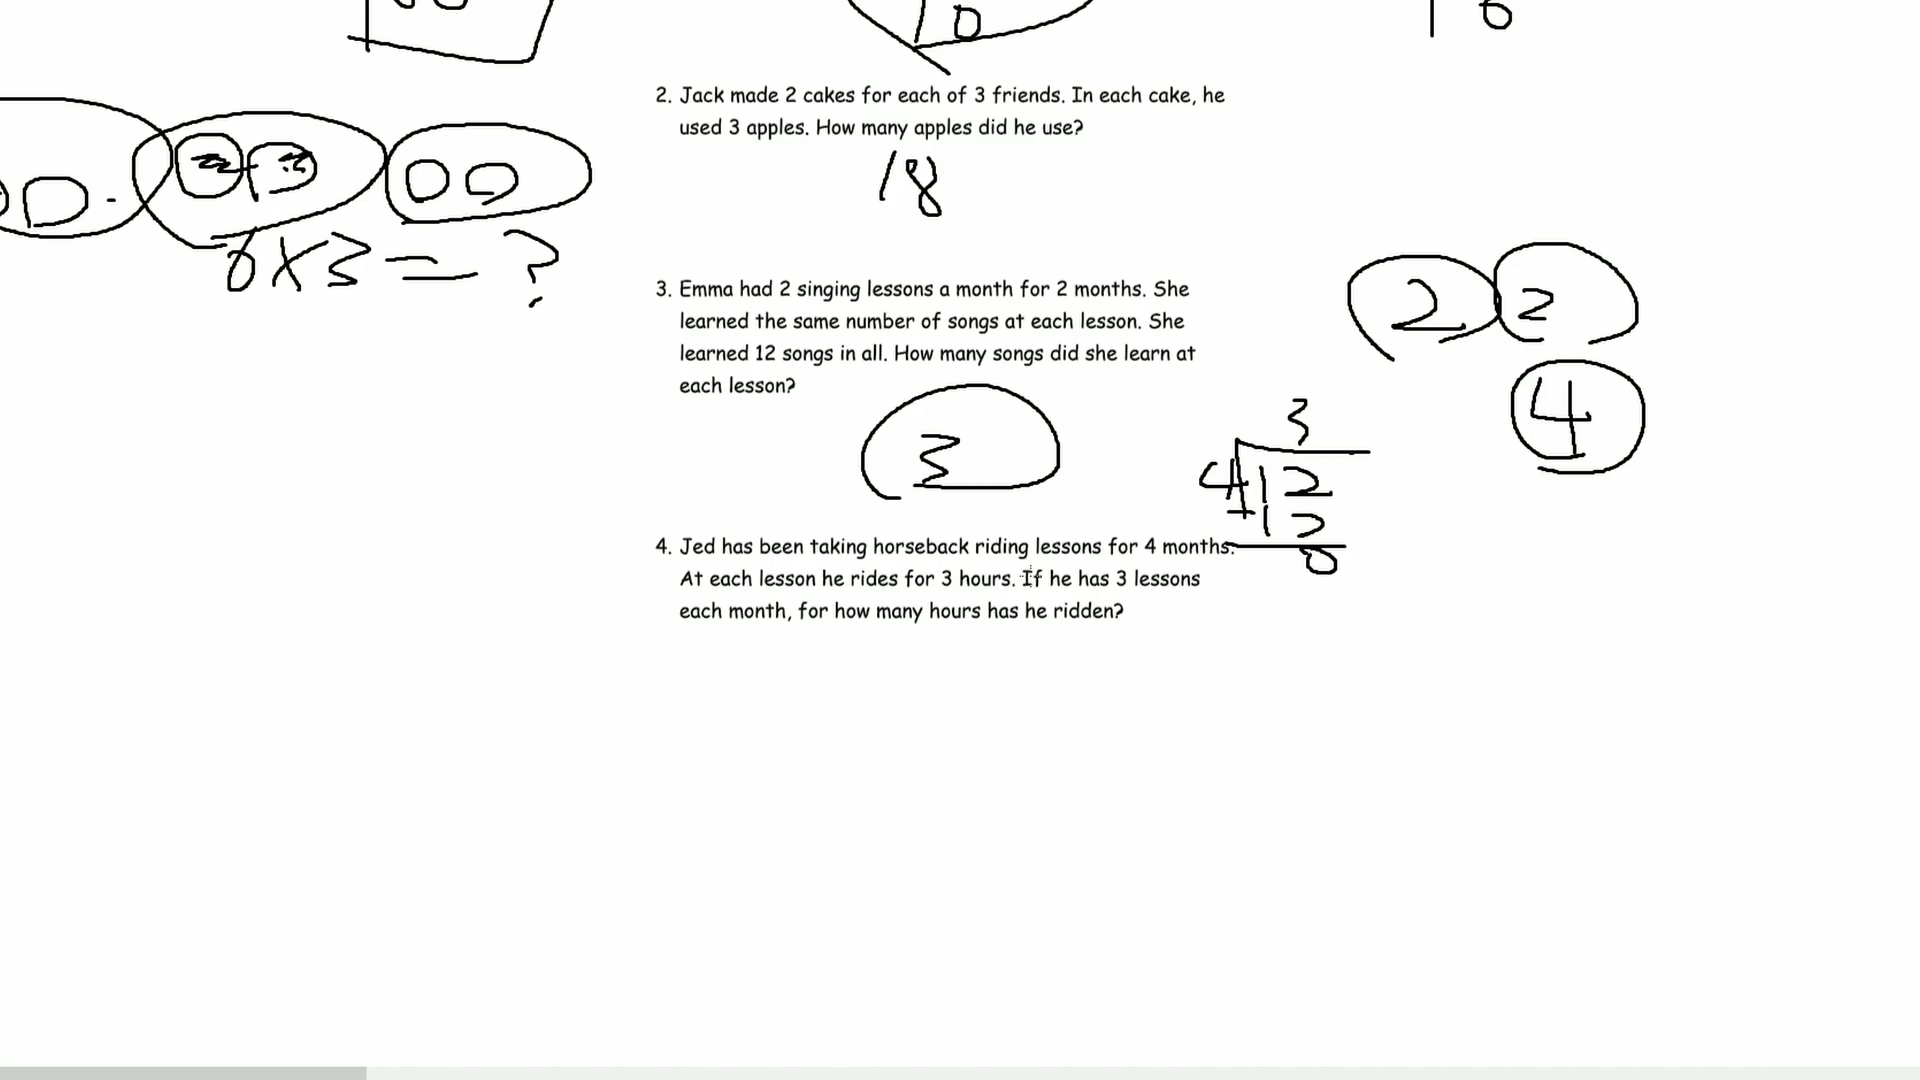 10
16
2. Jack made 2 cakes for each of 3 friends. In each cake, he
used 3 apples. How many apples did he use?
18
6x3=?
3. Emma had 2 singing lessons a month for 2 months. She
learned the same number of songs at each lesson. She
learned 12 songs in all. How many songs did she learn at
each lesson?
2 2
4
3
3
4 12
12
0
4. Jed has been taking horseback riding lessons for 4 months.
At each lesson he rides for 3 hours. If he has 3 lessons
each month, for how many hours has he ridden?